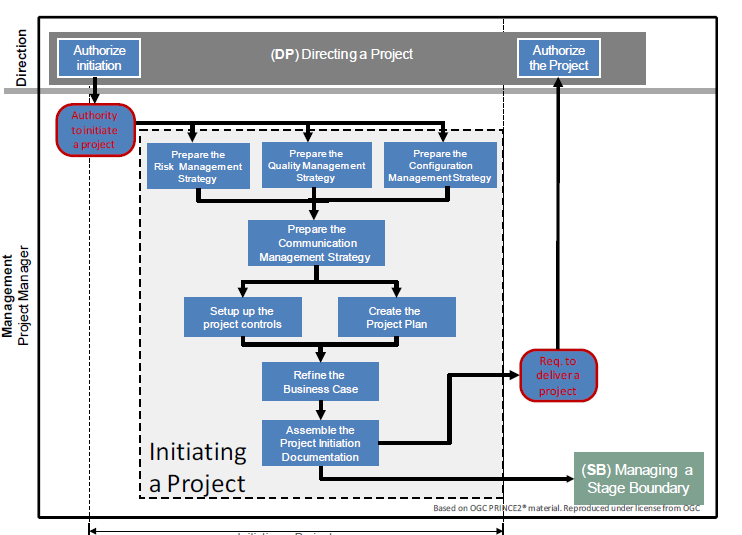 Direction
Authorize
initiation
(DP) Directing a Project
Authorize
the Project
Authority
to initiate
a project
Prepare the
Risk Management
Strategy
Prepare the
Quality Management
Strategy
Prepare the
Configuration
Management Strategy
Management
Project Manager
Prepare the
Communication
Management Strategy
Setup up the
project controls
Create the
Project Plan
Refine the
Business Case
Req. to
deliver a
project
Assemble the
Project Initiation
Documentation
Initiating
a Project
(SB) Managing a
Stage Boundary
Based on OGC PRINCE2® material. Reproduced under license from OGC